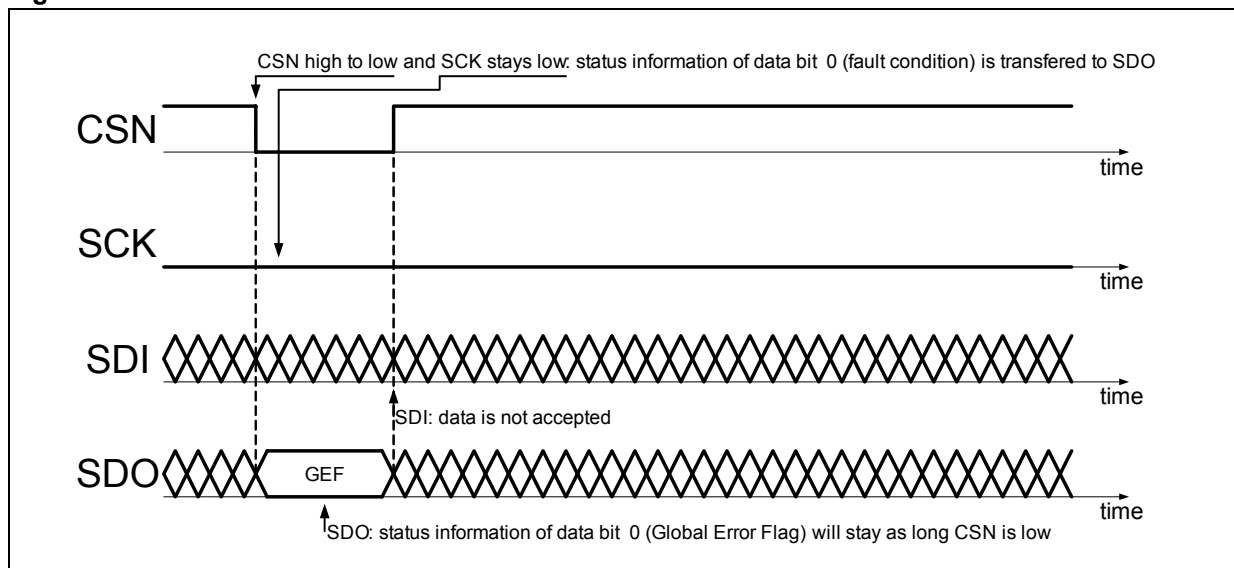 CSN high to low and SCK stays low: status information of data bit 0 (fault condition) is transfered to SDO
CSN
time
SCK
time
SDI
time
SDI: data is not accepted
SDO
GEF
time
SDO: status information of data bit 0 (Global Error Flag) will stay as long CSN is low